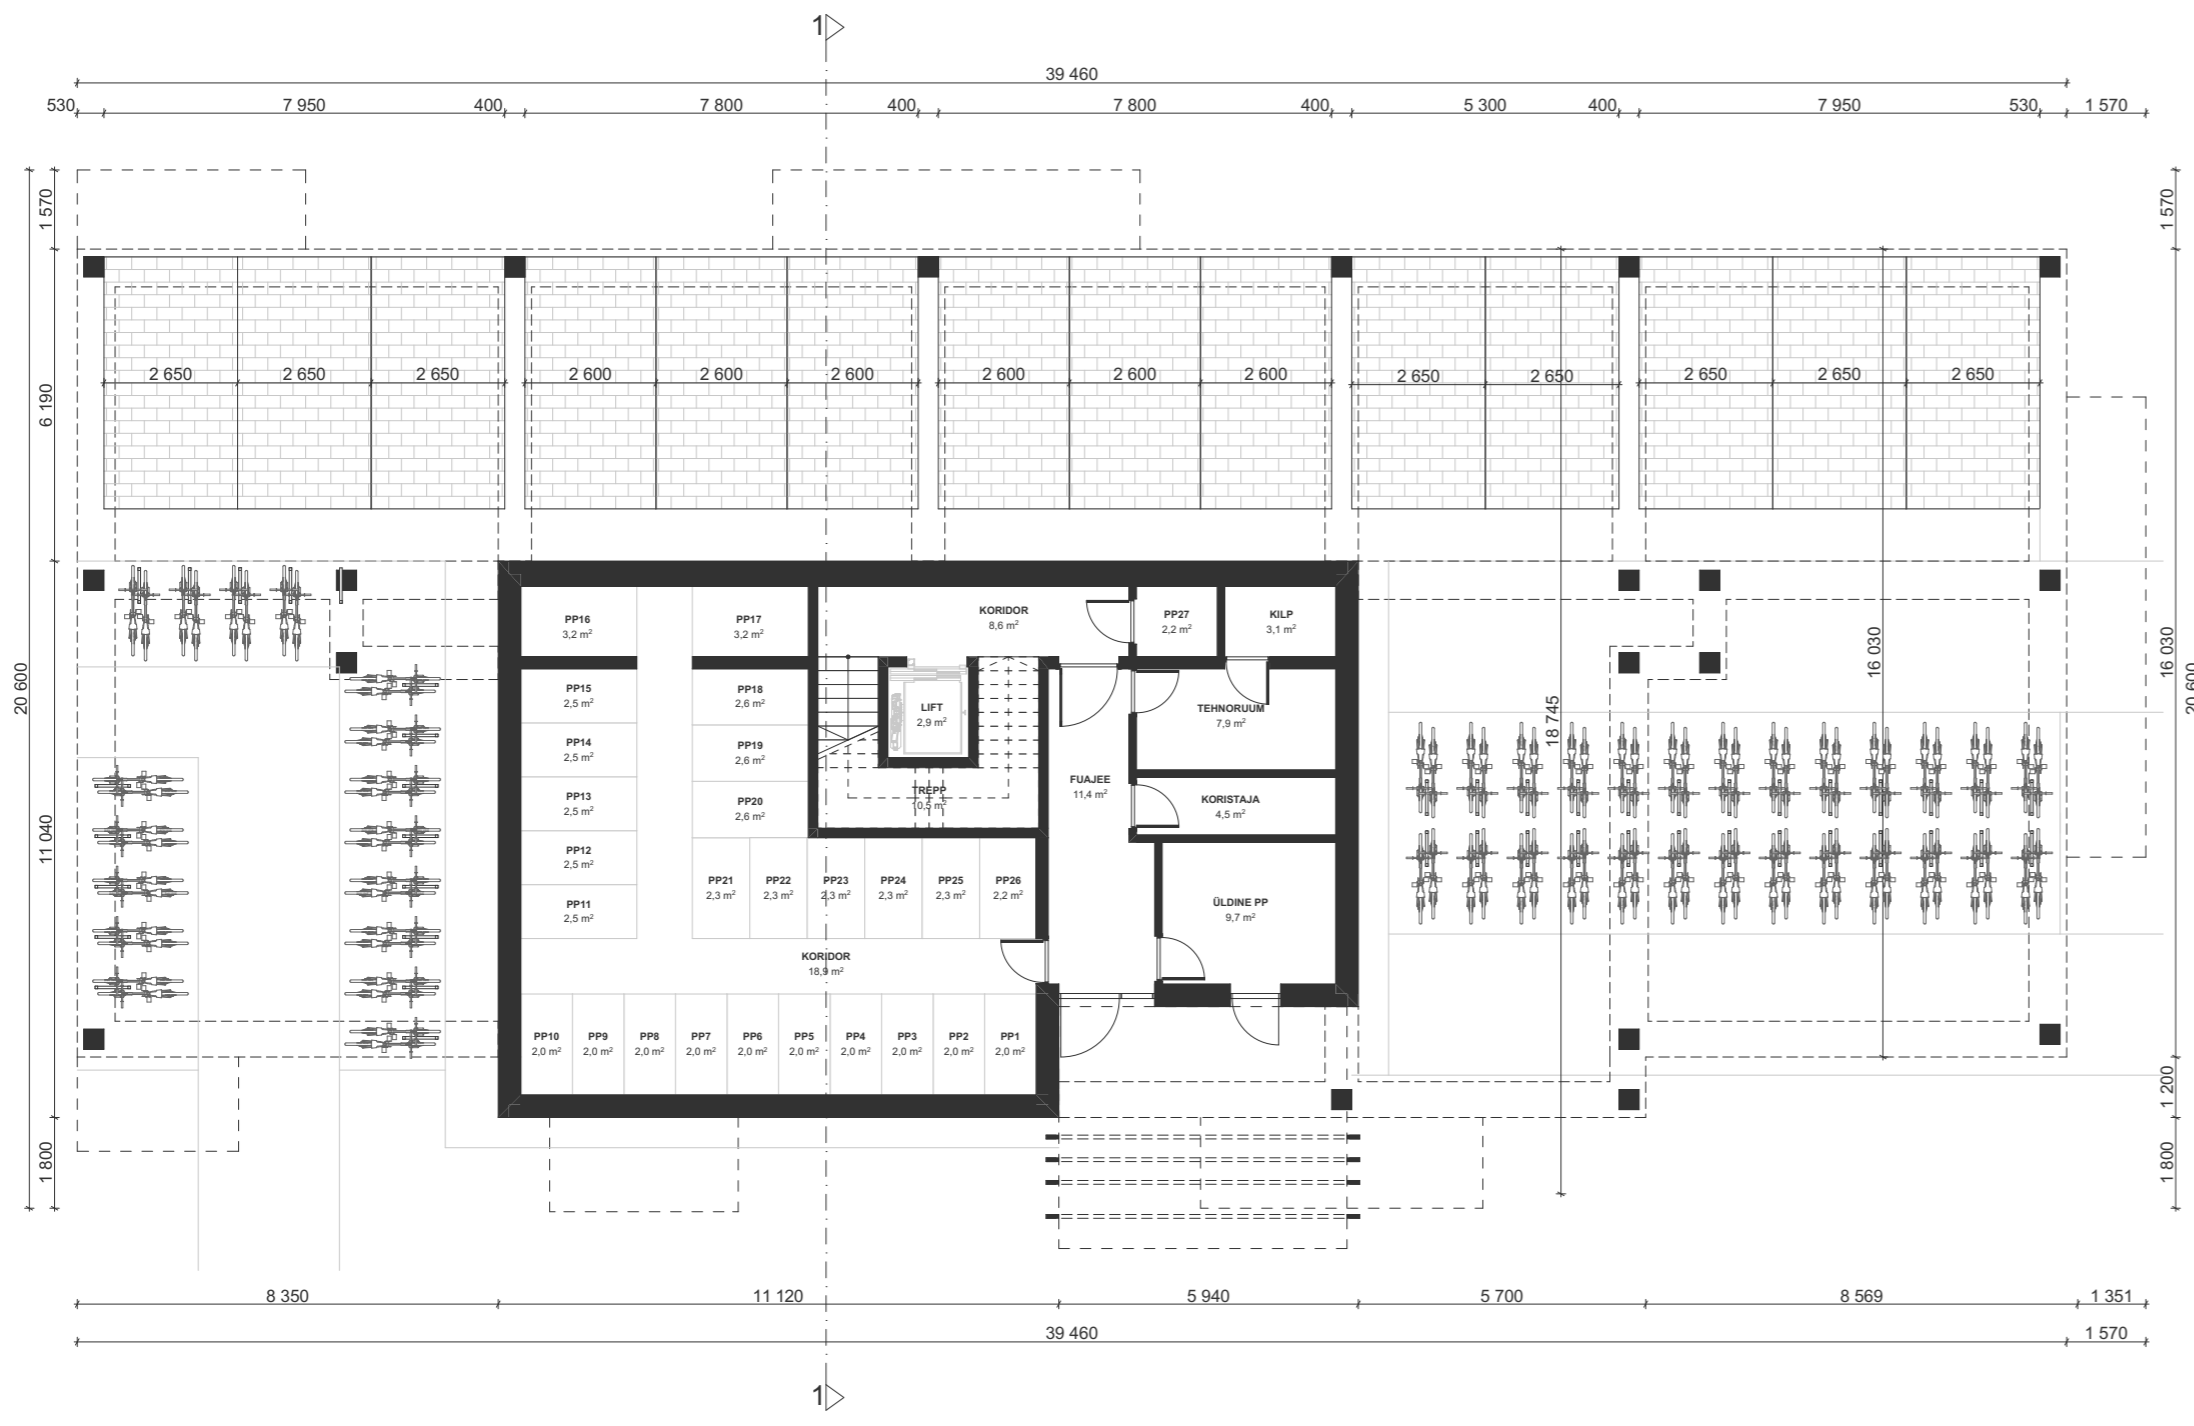 1
39 460
530 7 950 400 7 800 400 7 800 400 5 300 400 7 950 530 1 570
1 570
1 570
6 190
2 650 2 650 2 650 2 600 2 600 2 600 2 600 2 600 2 600 2 650 2 650 2 650 2 650 2 650
20 600
11 040
1 800
18 745
16 030
16 030
20 600
1 200
1 800
PP16
3,2 m²
PP17
3,2 m²
KORIDOR
8,6 m²
PP27
2,2 m²
KILP
3,1 m²
PP15
2,5 m²
PP18
2,6 m²
LIFT
2,9 m²
TEHNORUUM
7,9 m²
PP14
2,5 m²
PP19
2,6 m²
FUAJEE
11,4 m²
PP13
2,5 m²
PP20
2,6 m²
TREPP
10,5 m²
KORISTAJA
4,5 m²
PP12
2,5 m²
PP11
2,5 m²
PP21 PP22 PP23 PP24 PP25 PP26
2,3 m² 2,3 m² 2,3 m² 2,3 m² 2,3 m² 2,2 m²
ÜLDINE PP
9,7 m²
KORIDOR
18,9 m²
PP10 PP9 PP8 PP7 PP6 PP5 PP4 PP3 PP2 PP1
2,0 m² 2,0 m² 2,0 m² 2,0 m² 2,0 m² 2,0 m² 2,0 m² 2,0 m² 2,0 m² 2,0 m²
8 350 11 120 5 940 5 700 8 569 1 351
39 460 1 570
1